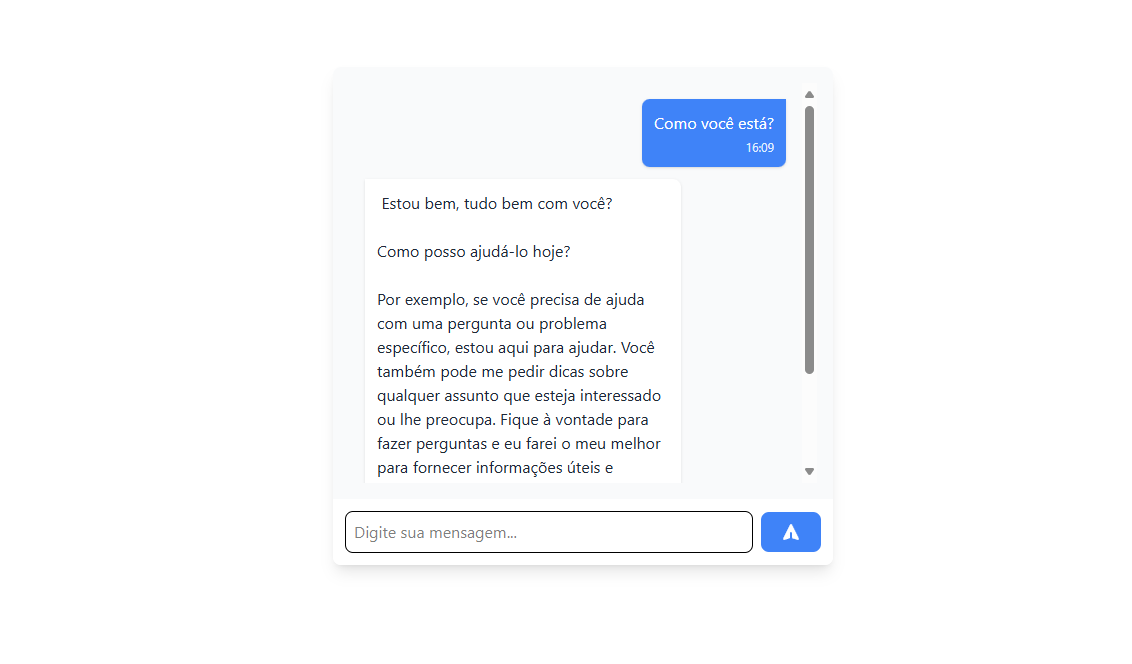 Como você está?
16:09
Estou bem, tudo bem com você?
Como posso ajudá-lo hoje?
Por exemplo, se você precisa de ajuda
com uma pergunta ou problema
específico, estou aqui para ajudar. Você
também pode me pedir dicas sobre
qualquer assunto que esteja interessado
ou lhe preocupa. Fique à vontade para
fazer perguntas e eu farei o meu melhor
para fornecer informações úteis e
Digite sua mensagem...